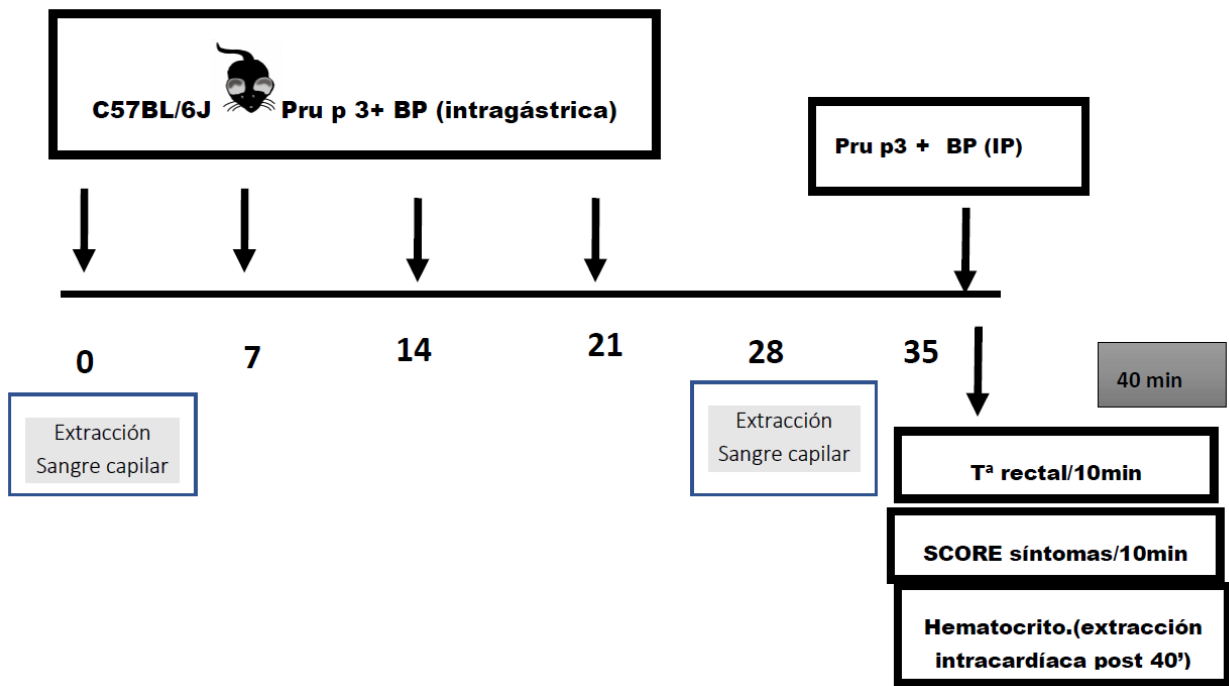 C57BL/6J Pru p 3+ BP (intragástrica)
Pru p3 + BP (IP)
0 7 14 21 28 35
40 min
Extracción
Sangre capilar
Extracción
Sangre capilar
Tª rectal/10min
SCORE síntomas/10min
Hematocrito.(extracción
intracardíaca post 40’)